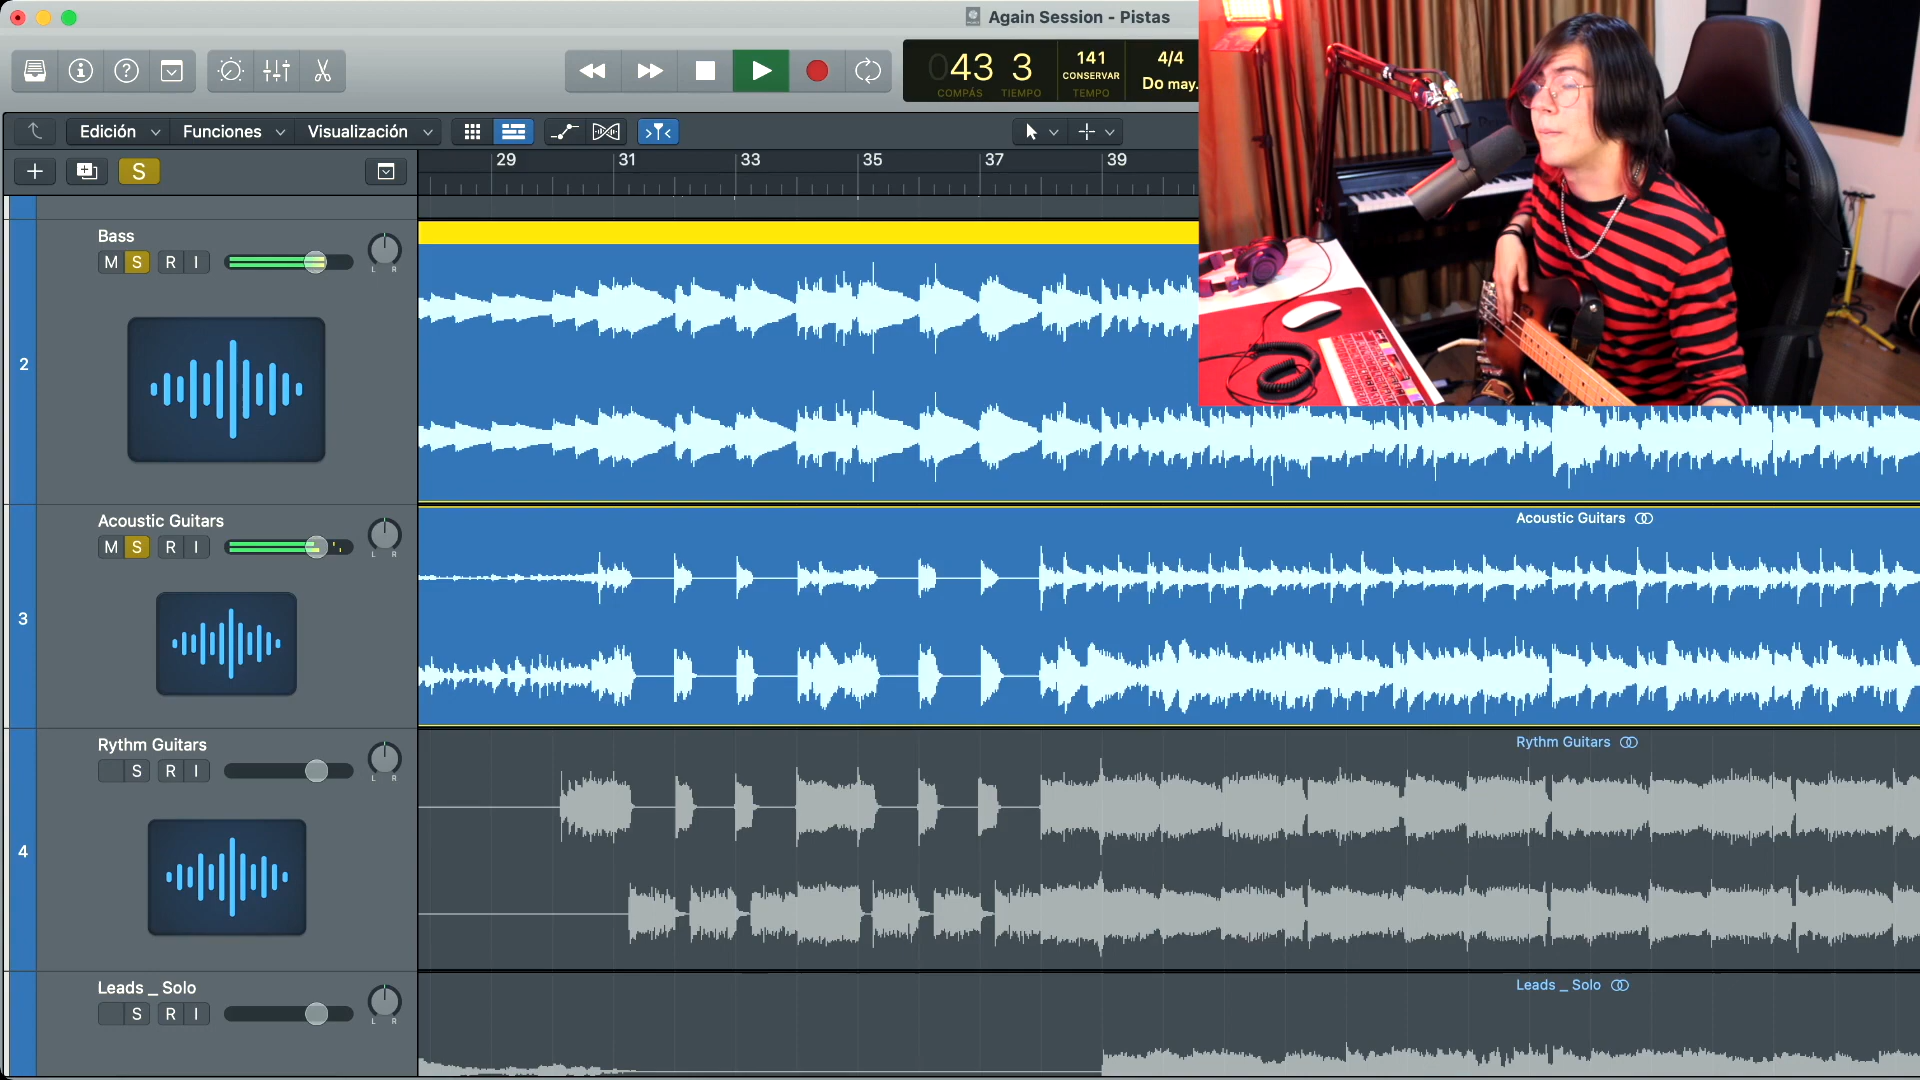 Again Session - Pistas
043 3
141
CONSERVAR
4/4
Do may.
COMPÁS
TIEMPO
TEMPO
Edición
Funciones
Visualización
S
29
31
33
35
37
39
Bass
M S R I
L R
2
Acoustic Guitars
M S R I
L R
Acoustic Guitars
3
Rythm Guitars
S R I
L R
Rythm Guitars
4
Leads _ Solo
S R I
L R
Leads _ Solo